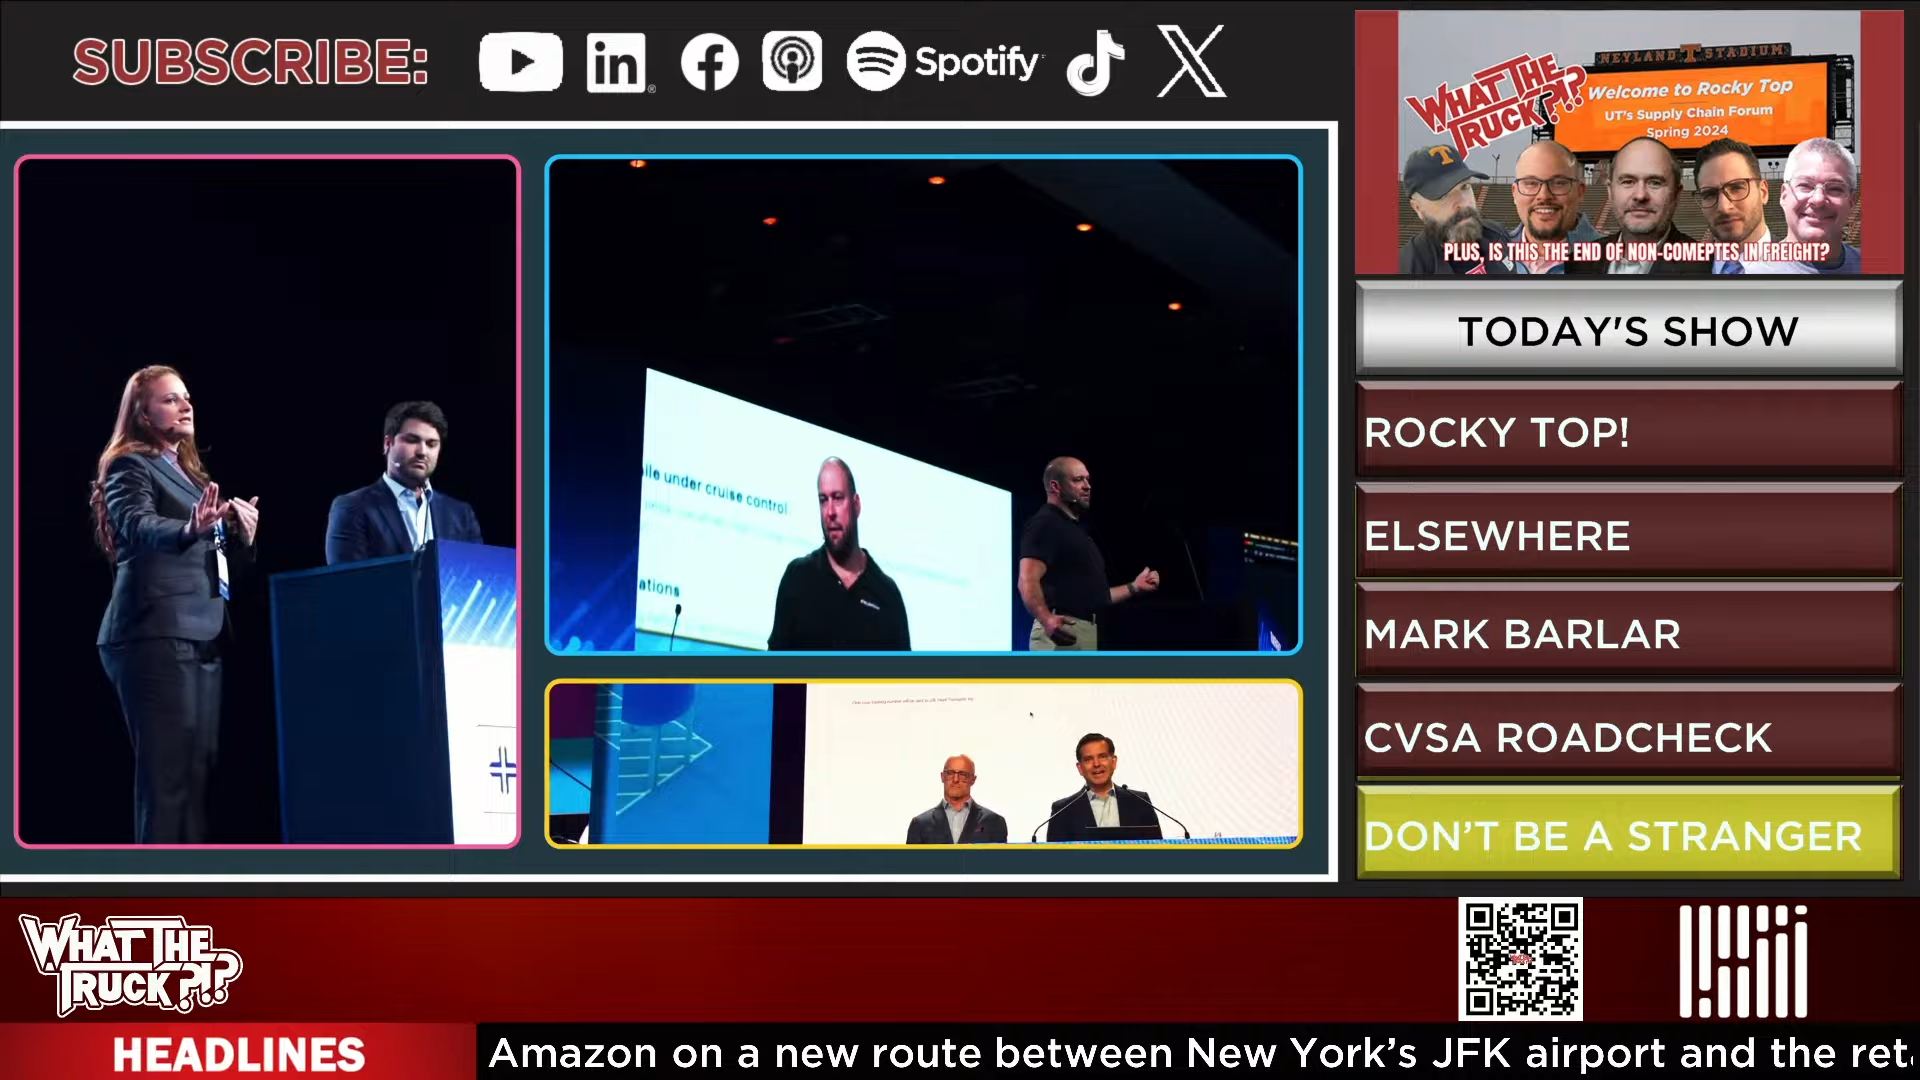 SUBSCRIBE:
Spotify
WHAT THE
TRUCK?!?
NEYLAND T STADIUM
Welcome to Rocky Top
UT's Supply Chain Forum
Spring 2024
PLUS, IS THIS THE END OF NON-COMEPTES IN FREIGHT?
TODAY'S SHOW
ROCKY TOP!
ELSEWHERE
MARK BARLAR
CVSA ROADCHECK
DON'T BE A STRANGER
ile under cruise control
ations
WHAT THE
TRUCK?!?
HEADLINES
Amazon on a new route between New York's JFK airport and the reta